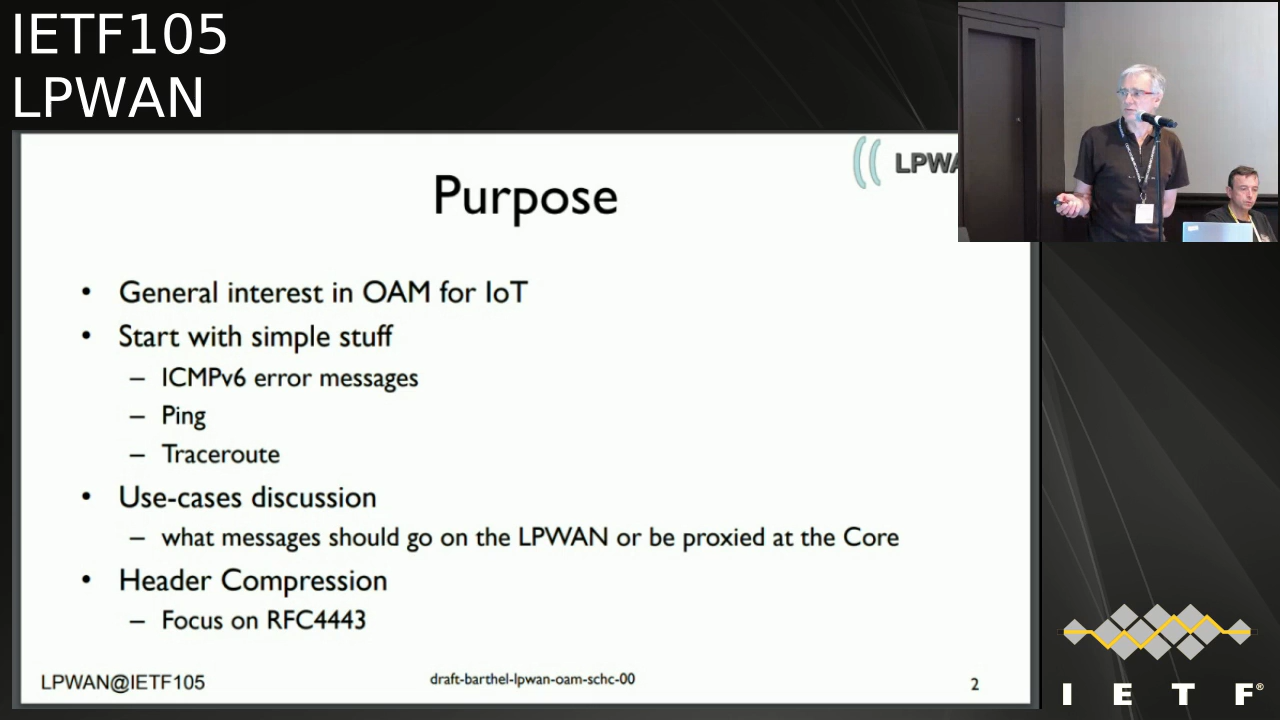 IETF105
LPWAN
LPWA
Purpose
• General interest in OAM for IoT
• Start with simple stuff
– ICMPv6 error messages
– Ping
– Traceroute
• Use-cases discussion
– what messages should go on the LPWAN or be proxied at the Core
• Header Compression
– Focus on RFC4443
LPWAN@IETF105
draft-barthel-lpwan-oam-schc-00
2
I E T F®